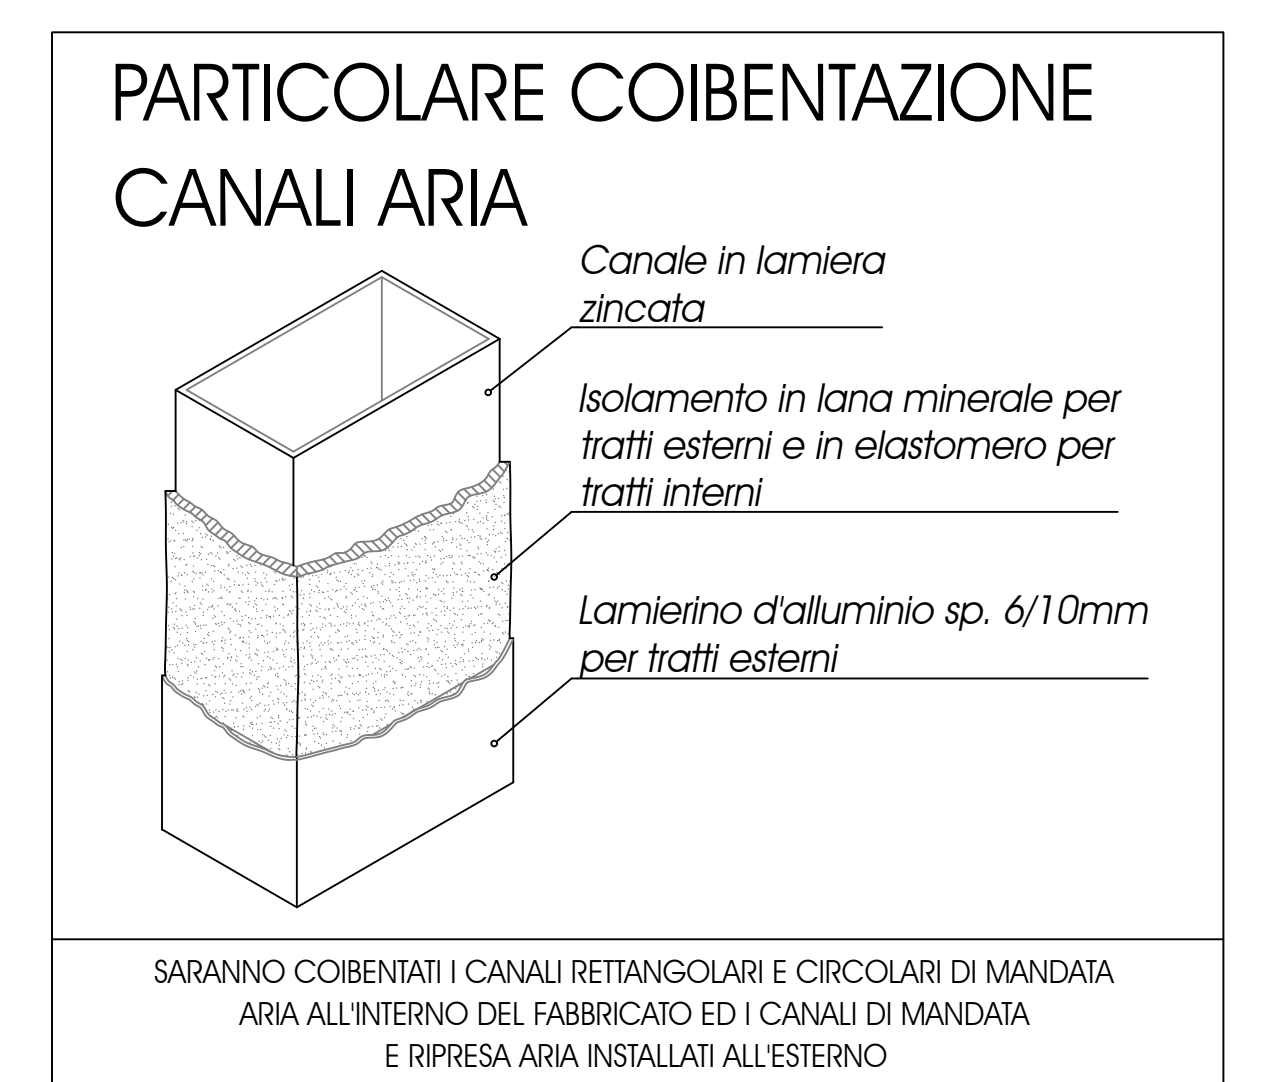 PARTICOLARE COIBENTAZIONE
CANALI ARIA
Canale in lamiera
zincata
Isolamento in lana minerale per
tratti esterni e in elastomero per
tratti interni
Lamierino d'alluminio sp. 6/10mm
per tratti esterni
SARANNO COIBENTATI I CANALI RETTANGOLARI E CIRCOLARI DI MANDATA
ARIA ALL'INTERNO DEL FABBRICATO ED I CANALI DI MANDATA
E RIPRESA ARIA INSTALLATI ALL'ESTERNO